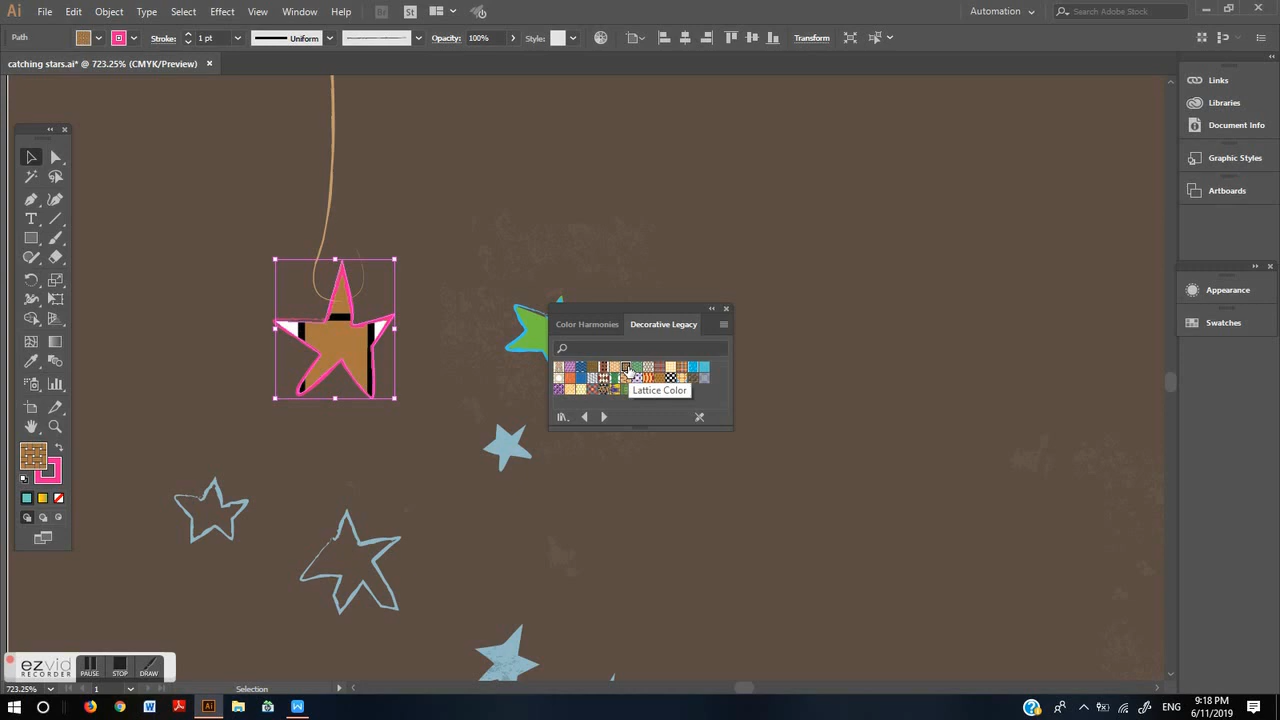 Ai File Edit Object Type Select Effect View Window Help Br St Automation Search Adobe Stock
Path Stroke: 1 pt Uniform Opacity: 100% Style: Transform
catching stars.ai* @ 723.25% (CMYK/Preview)
Links
Libraries
Document Info
Graphic Styles
Artboards
Appearance
Swatches
Color Harmonies Decorative Legacy
Lattice Color
ezvid
RECORDER
PAUSE STOP DRAW
723.25% 1 Selection
ENG
9:18 PM
6/11/2019